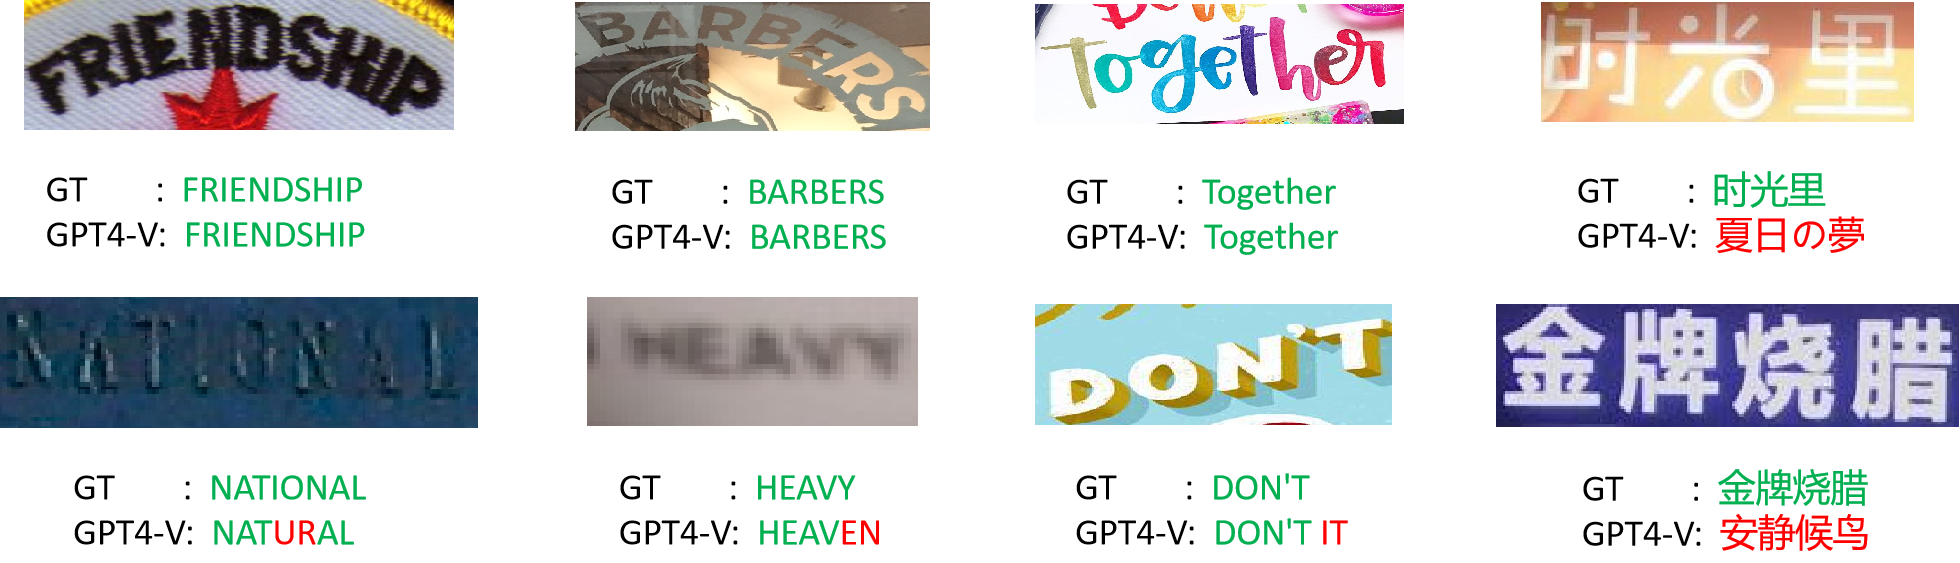 FRIENDSHIP
BARBERS
Together
时光里
GT : FRIENDSHIP
GPT4-V: FRIENDSHIP
GT : BARBERS
GPT4-V: BARBERS
GT : Together
GPT4-V: Together
GT : 时光里
GPT4-V: 夏日の夢
NATIONAL
HEAVY
DON'T
金牌烧腊
GT : NATIONAL
GPT4-V: NATURAL
GT : HEAVY
GPT4-V: HEAVEN
GT : DON'T
GPT4-V: DON'T IT
GT : 金牌烧腊
GPT4-V: 安静候鸟